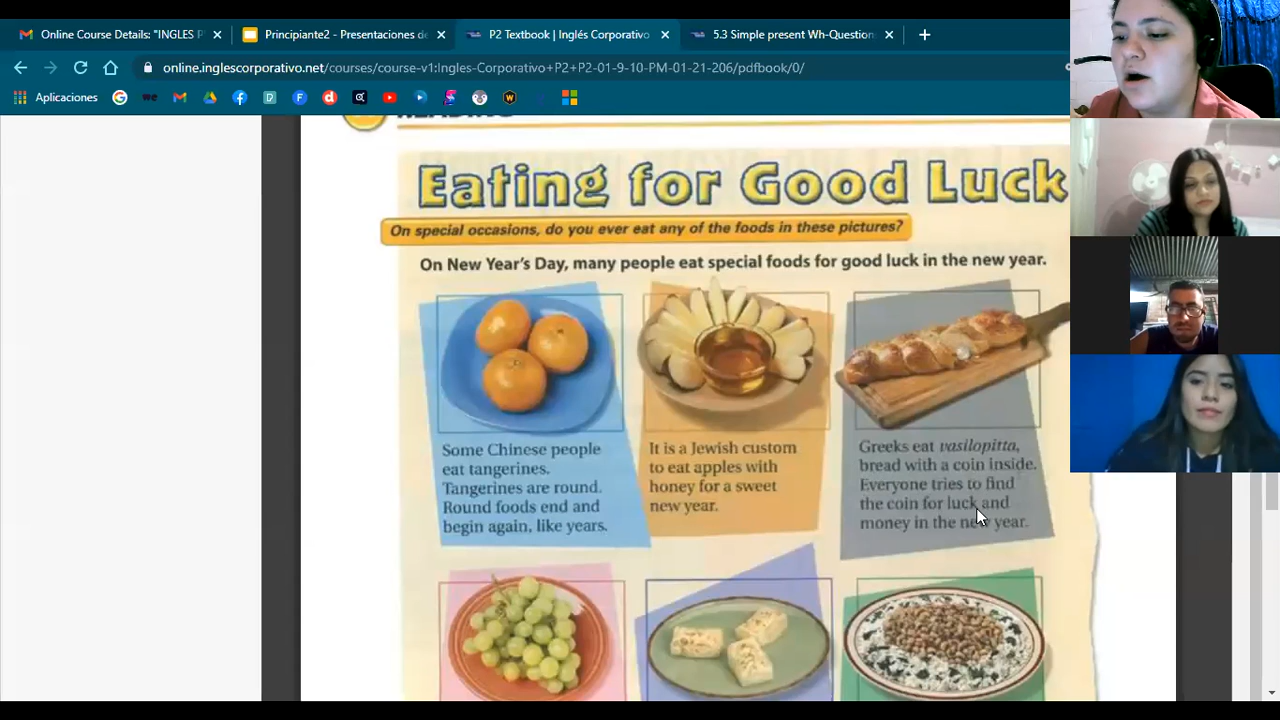 Online Course Details: "INGLES P
Principiante2 - Presentaciones de
P2 Textbook | Inglés Corporativo
5.3 Simple present Wh-Question
online.inglescorporativo.net/courses/course-v1:Ingles-Corporativo+P2+P2-01-9-10-PM-01-21-206/pdfbook/0/
Aplicaciones
READING
Eating for Good Luck
On special occasions, do you ever eat any of the foods in these pictures?
On New Year's Day, many people eat special foods for good luck in the new year.
Some Chinese people
eat tangerines.
Tangerines are round.
Round foods end and
begin again, like years.
It is a Jewish custom
to eat apples with
honey for a sweet
new year.
Greeks eat vasilopitta,
bread with a coin inside.
Everyone tries to find
the coin for luck and
money in the new year.